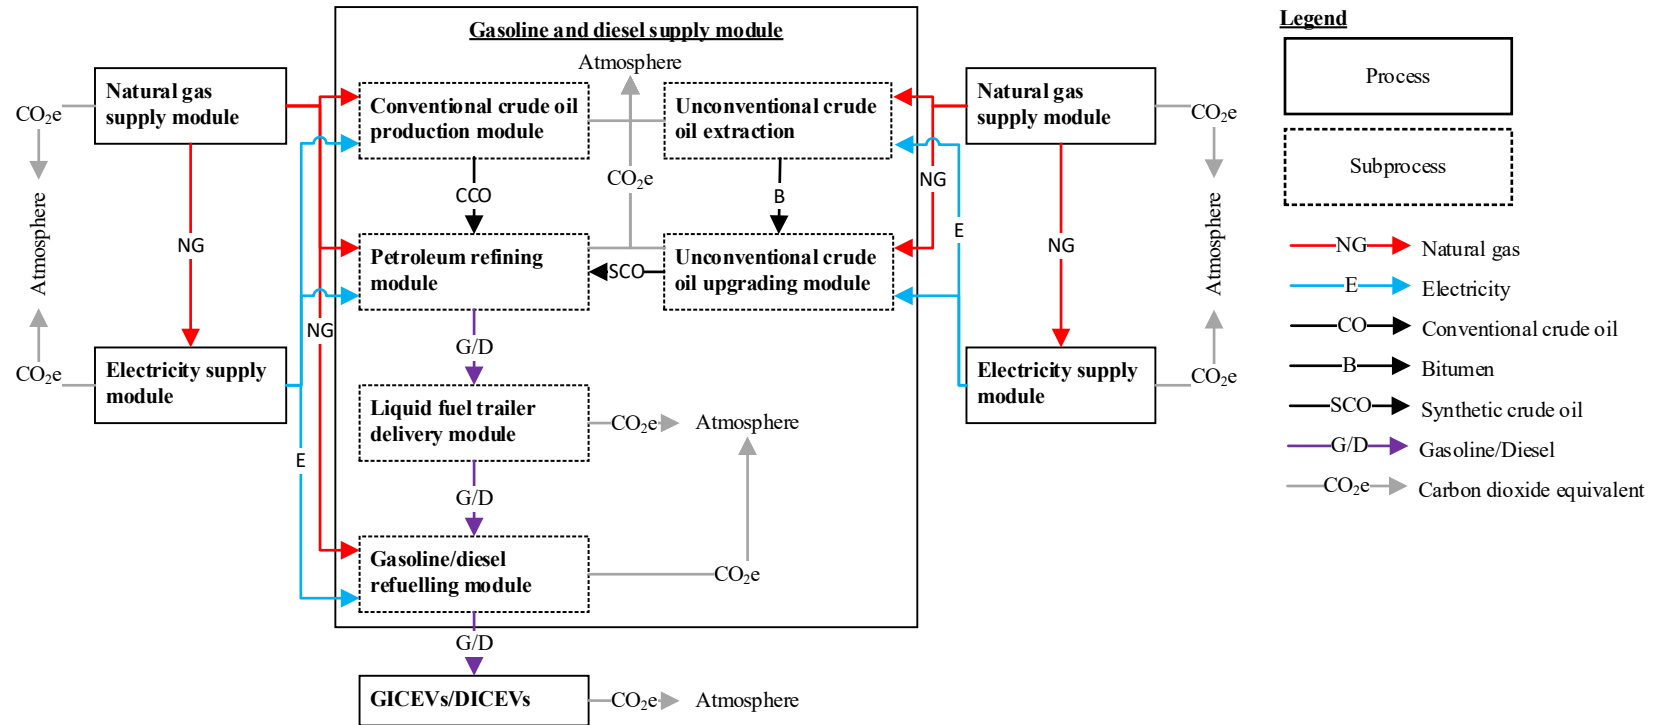 Gasoline and diesel supply module
Atmosphere
Natural gas
supply module
CO2e
Atmosphere
CO2e
NG
Electricity supply
module
Conventional crude oil
production module
Unconventional crude
oil extraction
CCO
CO2e
B
Petroleum refining
module
SCO
Unconventional crude
oil upgrading module
NG
E
G/D
Liquid fuel trailer
delivery module
CO2e
Atmosphere
G/D
Gasoline/diesel
refuelling module
CO2e
G/D
GICEVs/DICEVs
CO2e
Atmosphere
Natural gas
supply module
CO2e
NG
E
NG
Atmosphere
Electricity supply
module
CO2e
Legend
Process
Subprocess
NG Natural gas
E Electricity
CO Conventional crude oil
B Bitumen
SCO Synthetic crude oil
G/D Gasoline/Diesel
CO2e Carbon dioxide equivalent